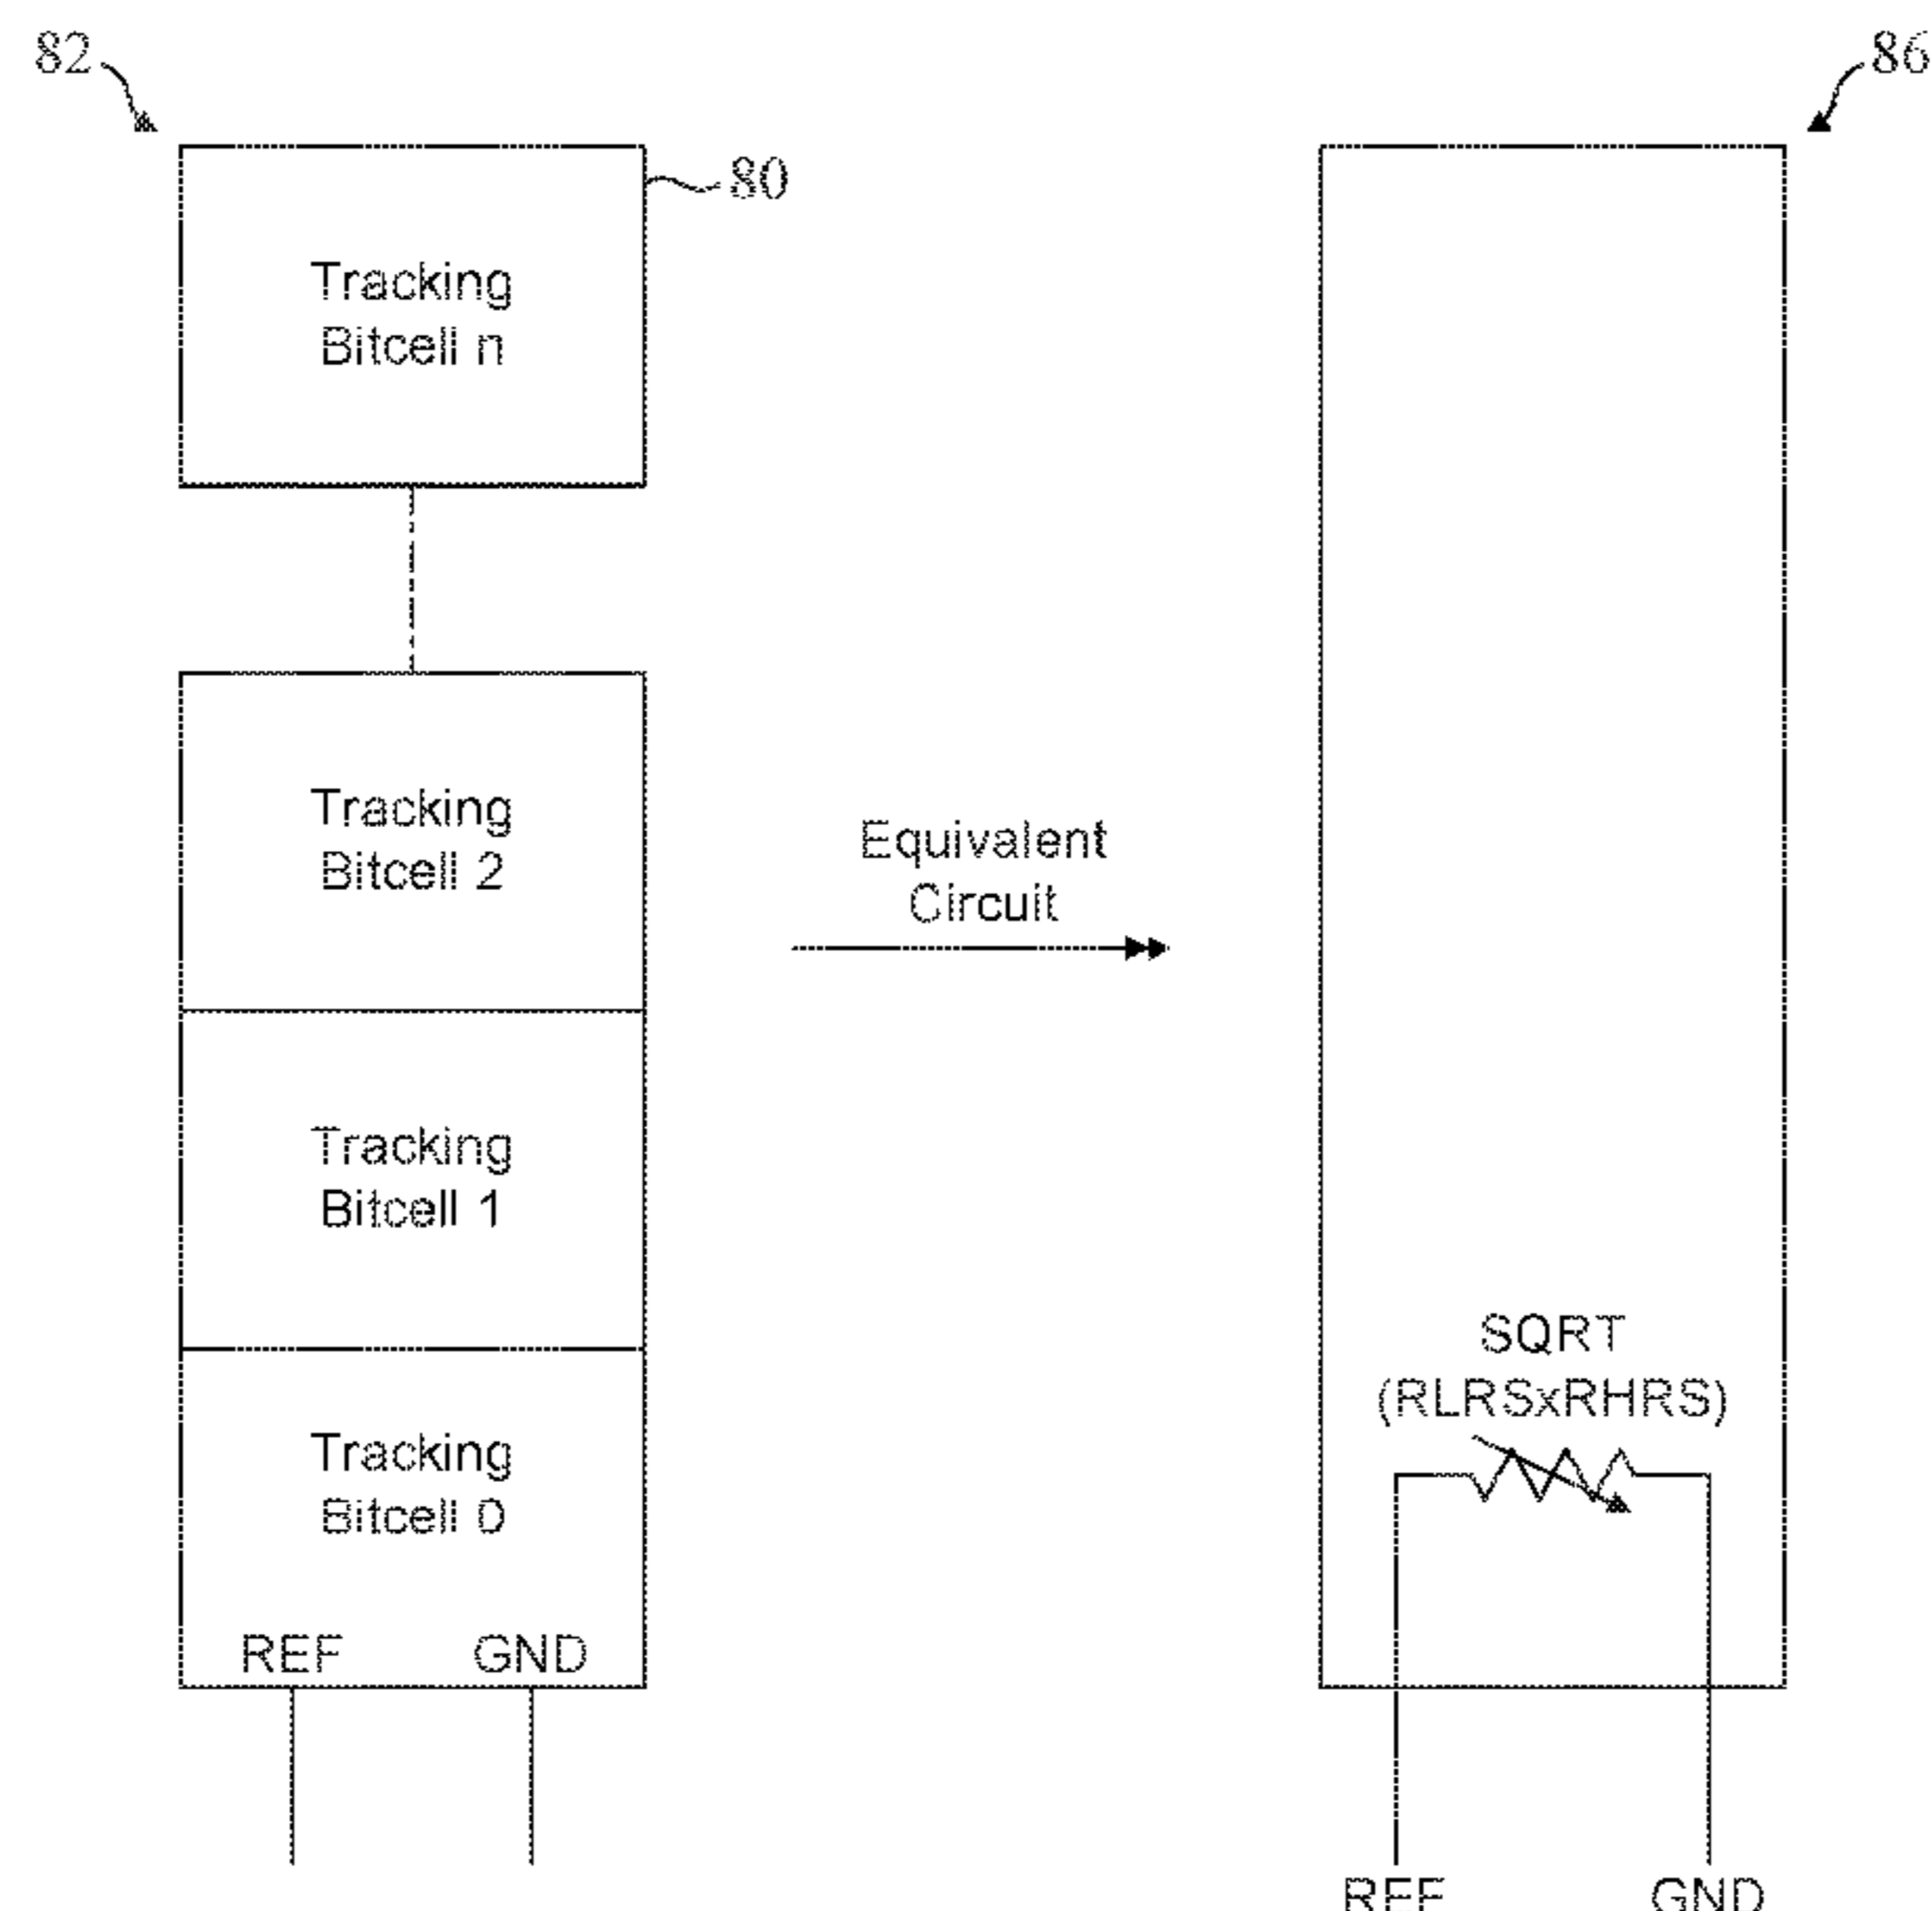 82
86
80
Tracking
Bitcell n
Tracking
Bitcell 2
Equivalent
Circuit
Tracking
Bitcell 1
SQRT
(RLRSxRHRS)
Tracking
Bitcell 0
REF GND
REF GND